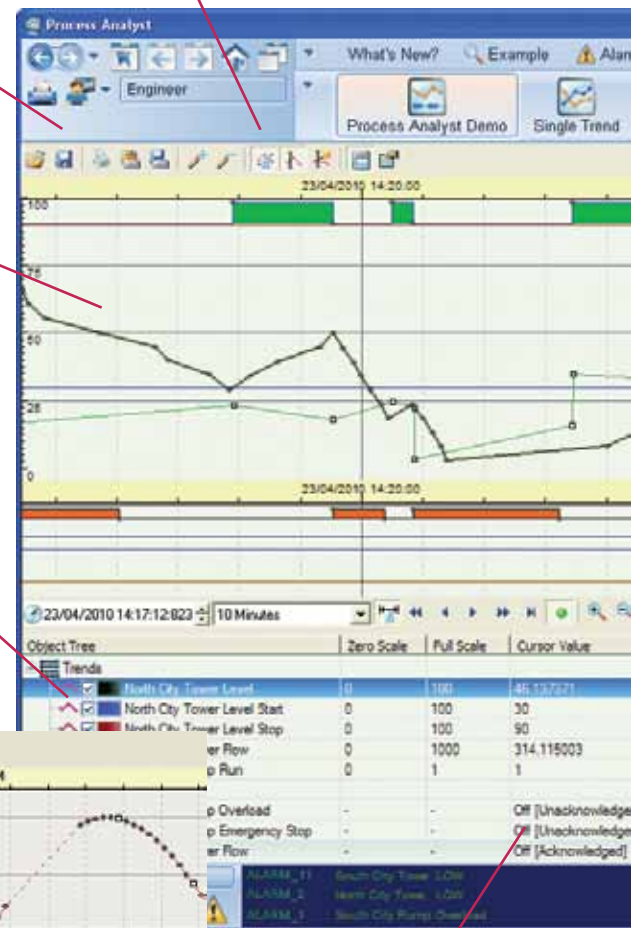 Process Analyst
What's New? Example Alarm
Engineer
Process Analyst Demo Single Trend
23/04/2010 14:20:00
100
75
50
25
0
23/04/2010 14:20:00
23/04/2010 14:17:12:823 10 Minutes
Object Tree Zero Scale Full Scale Cursor Value
Trends
North City Tower Level 0 100 46.137371
North City Tower Level Start 0 100 30
North City Tower Level Stop 0 100 90
er Flow 0 1000 314.115003
p Run 0 1 1
p Overload - - Off [Unacknowledge
p Emergency Stop - - Off [Unacknowledge
er Flow - - Off [Acknowledged]
ALARM_11 South City Tower LOW
ALARM_2 North City Tower LOW
South City Pump Overload